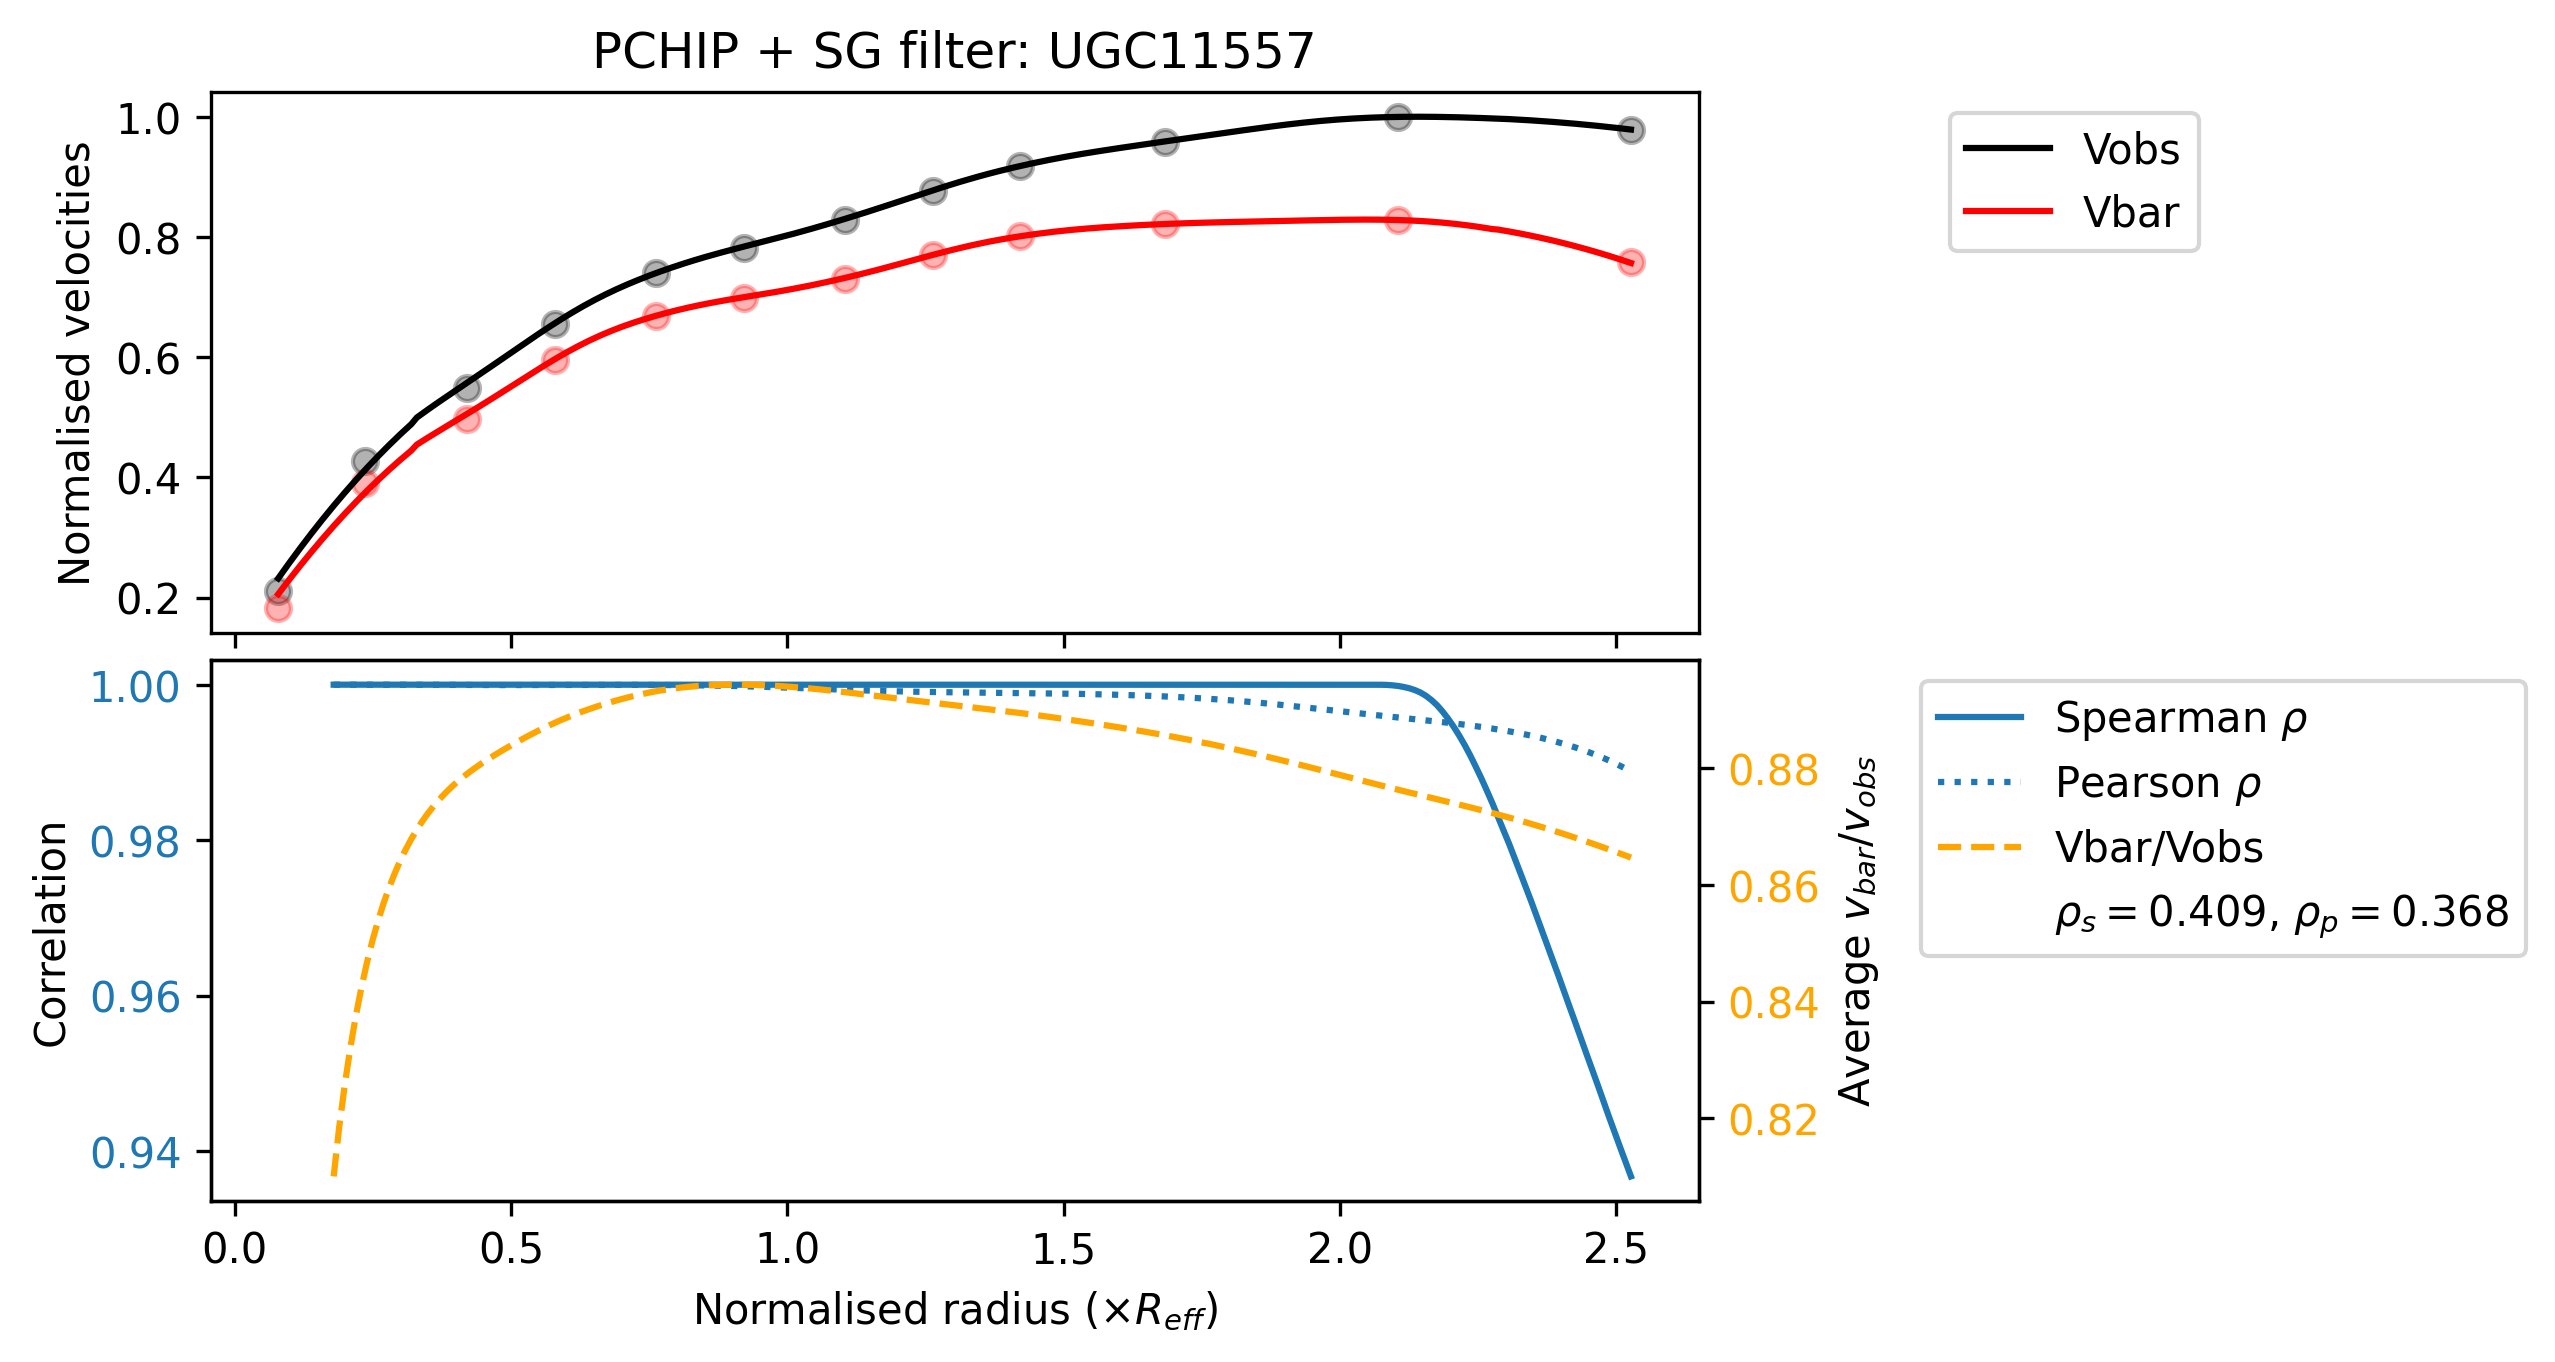 PCHIP + SG filter: UGC11557
Normalised velocities
1.0
0.8
0.6
0.4
0.2
Vobs
Vbar
Correlation
1.00
0.98
0.96
0.94
0.88
0.86
0.84
0.82
Average v_bar/v_obs
Spearman ρ
Pearson ρ
Vbar/Vobs
ρ_s = 0.409, ρ_p = 0.368
0.0 0.5 1.0 1.5 2.0 2.5
Normalised radius (×R_eff)